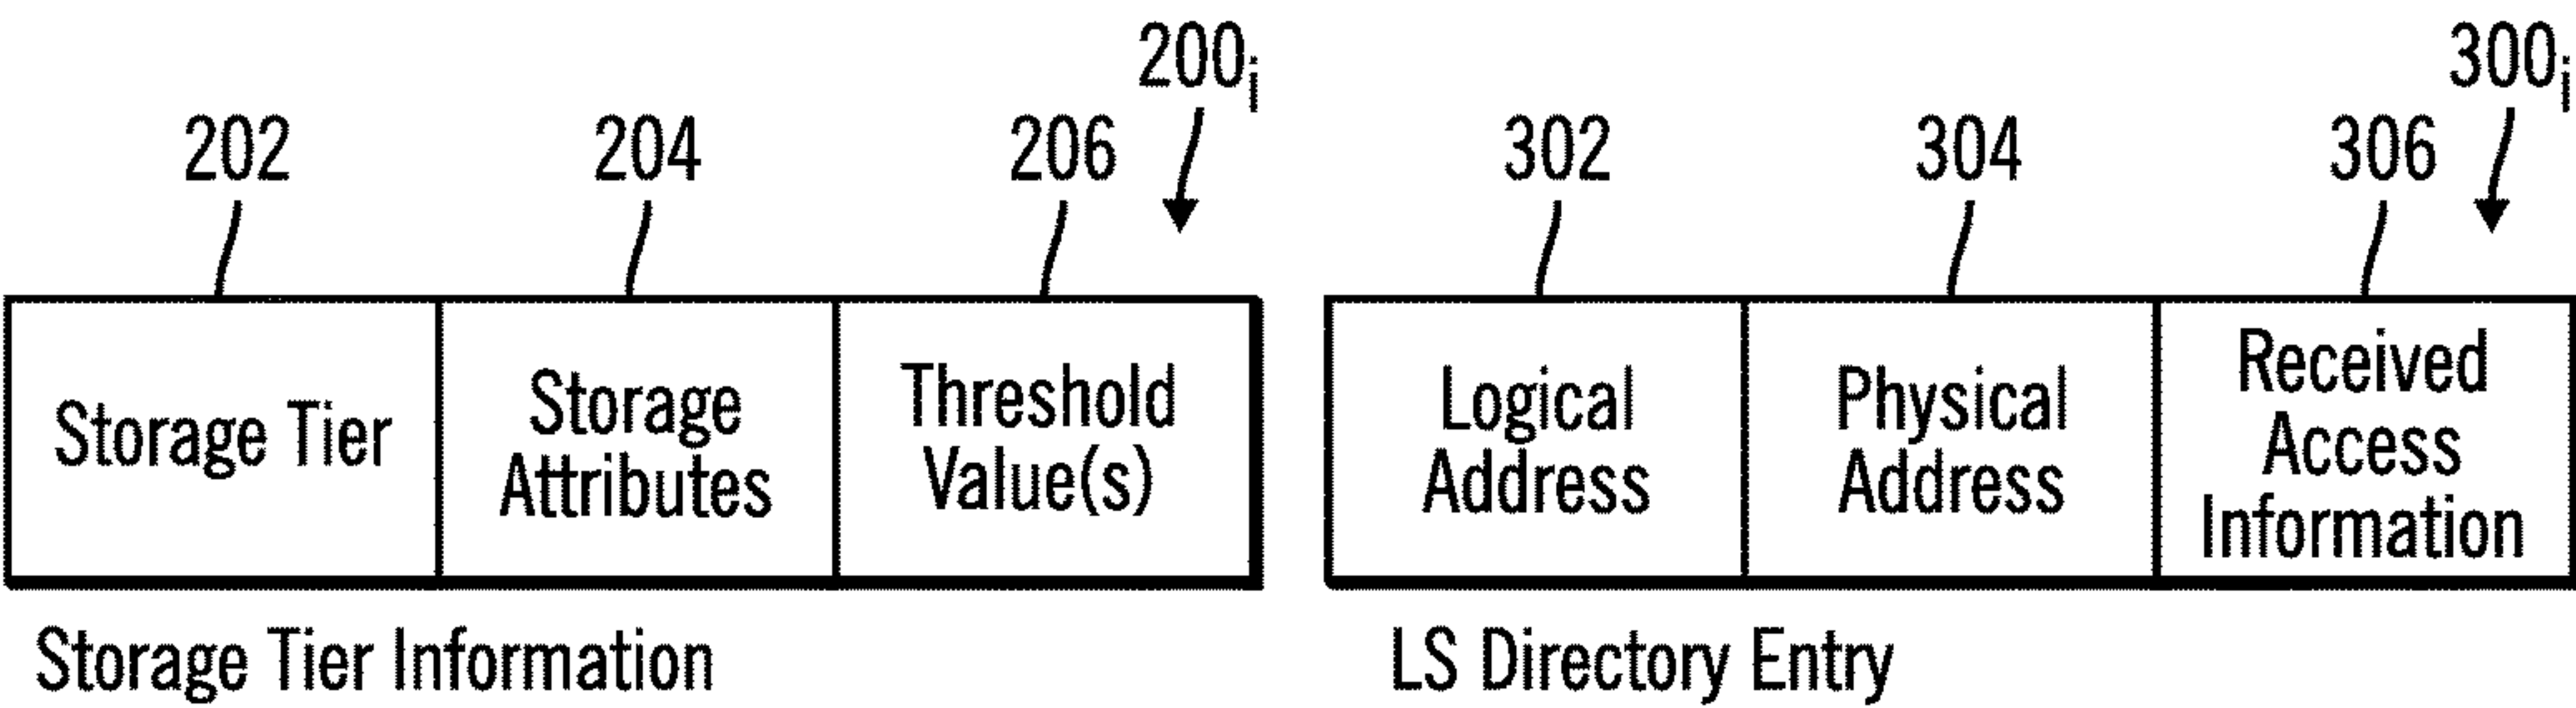 200i
300i
202
204
206
302
304
306
Storage Tier
Storage
Attributes
Threshold
Value(s)
Logical
Address
Physical
Address
Received
Access
Information
Storage Tier Information
LS Directory Entry